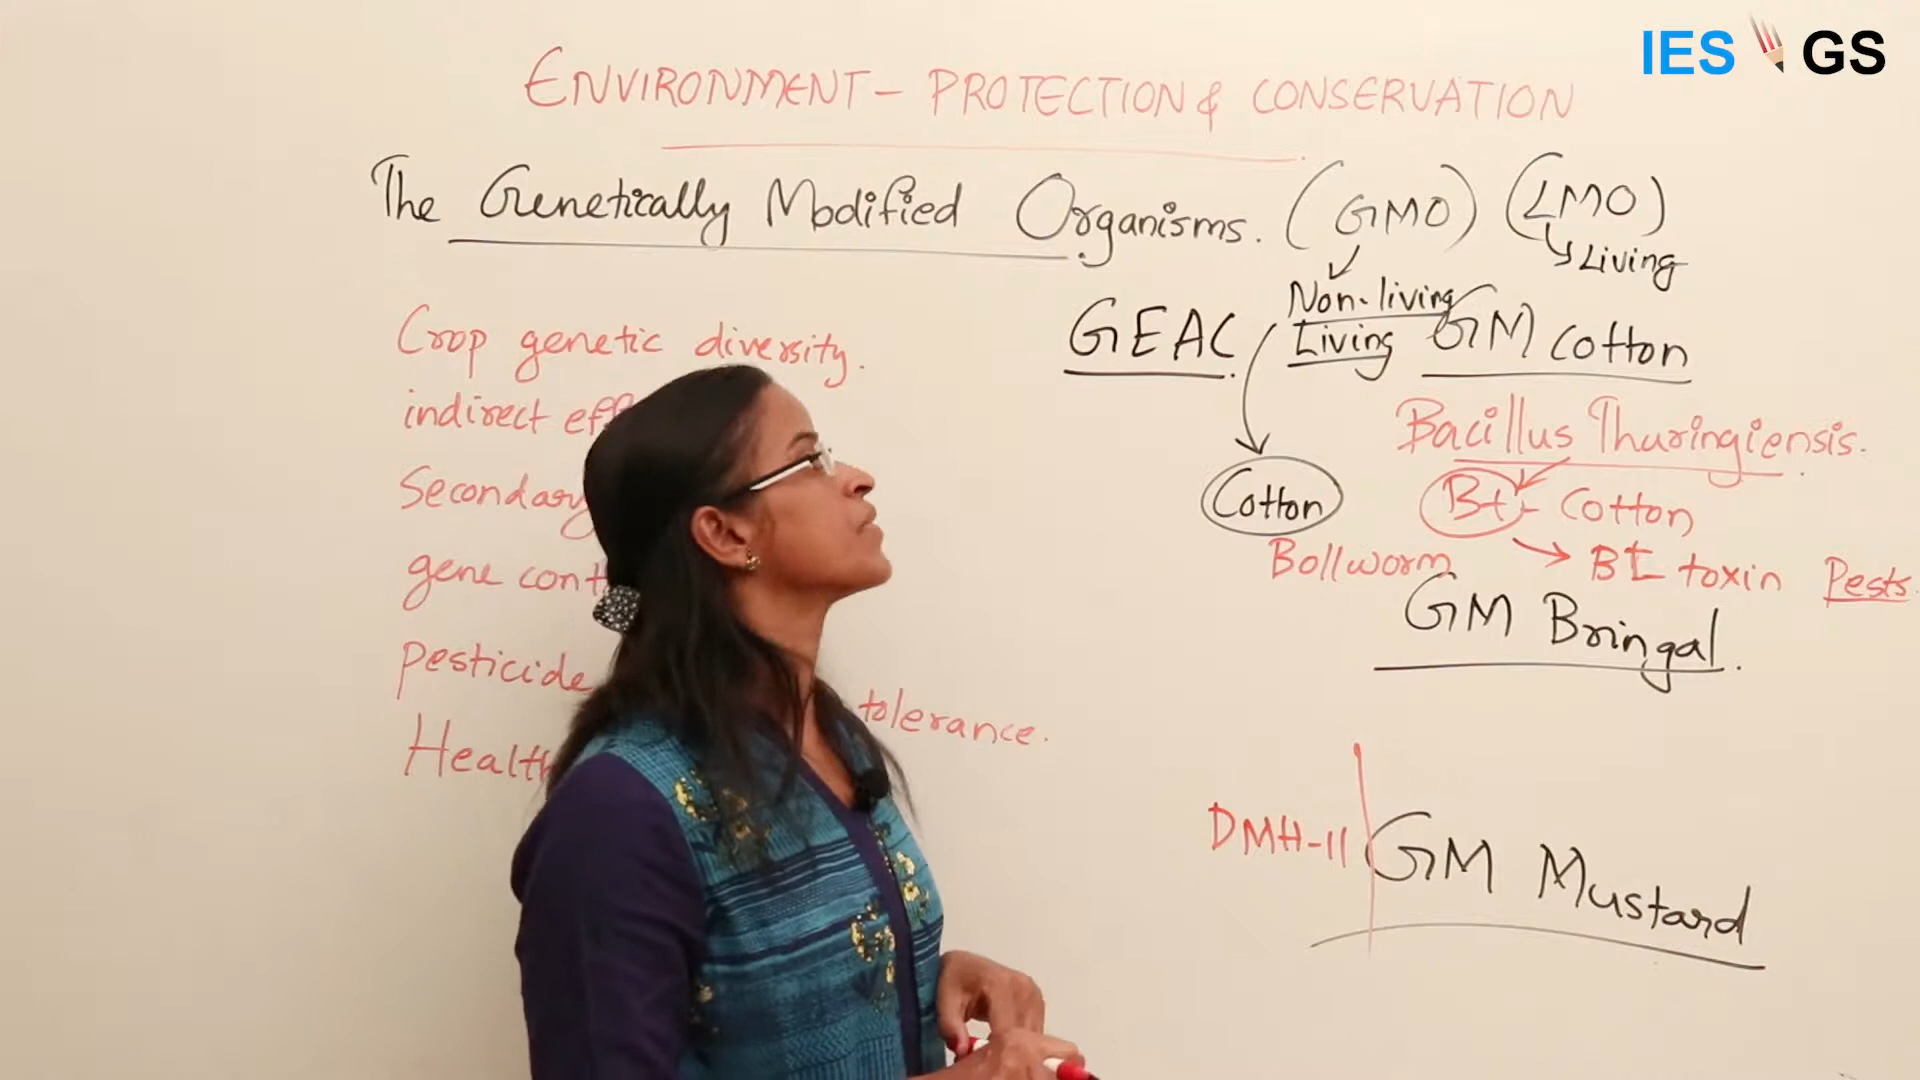 IES GS
ENVIRONMENT - PROTECTION & CONSERVATION
The Genetically Modified Organisms. (GMO) (LMO)
Living
Non-living
Living
GEAC
GM Cotton
Crop genetic diversity.
indirect
Secondary
gene
pesticide tolerance.
Health
Bacillus Thuringiensis.
Cotton
Bt - Cotton
Bollworm
Bt toxin Pests.
GM Bringal.
DMH-11
GM Mustard